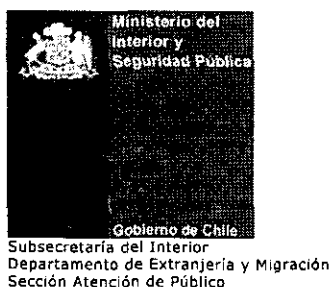 Ministerio del
Interior y
Seguridad Pública
Gobierno de Chile
Subsecretaría del Interior
Departamento de Extranjería y Migración
Sección Atención de Público